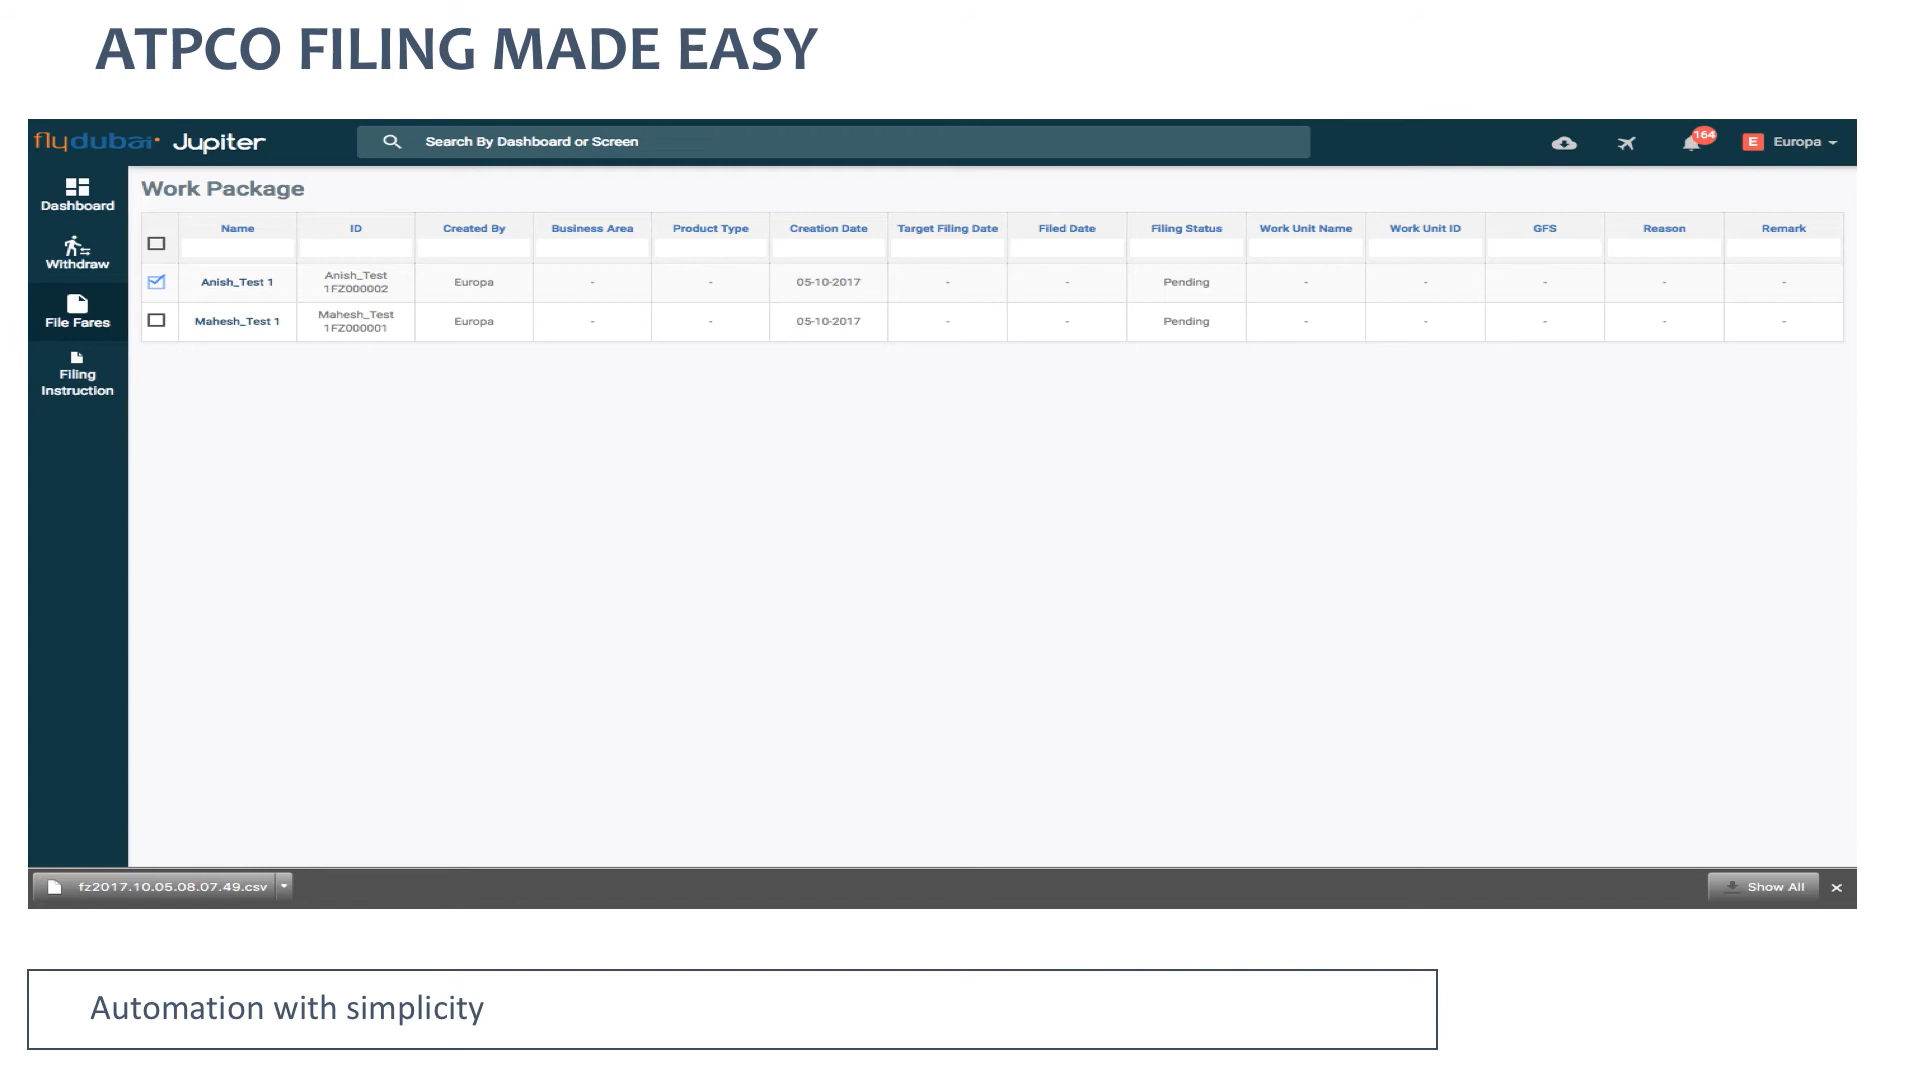 ATPCO FILING MADE EASY
flydubai Jupiter
Search By Dashboard or Screen
164
E Europa
Dashboard
Withdraw
File Fares
Filing
Instruction
Work Package
Name ID Created By Business Area Product Type Creation Date Target Filing Date Filed Date Filing Status Work Unit Name Work Unit ID GFS Reason Remark
Anish_Test 1 Anish_Test 1FZ000002 Europa - - 05-10-2017 - - Pending - - - - -
Mahesh_Test 1 Mahesh_Test 1FZ000001 Europa - - 05-10-2017 - - Pending - - - - -
fz2017.10.05.08.07.49.csv
Show All
Automation with simplicity